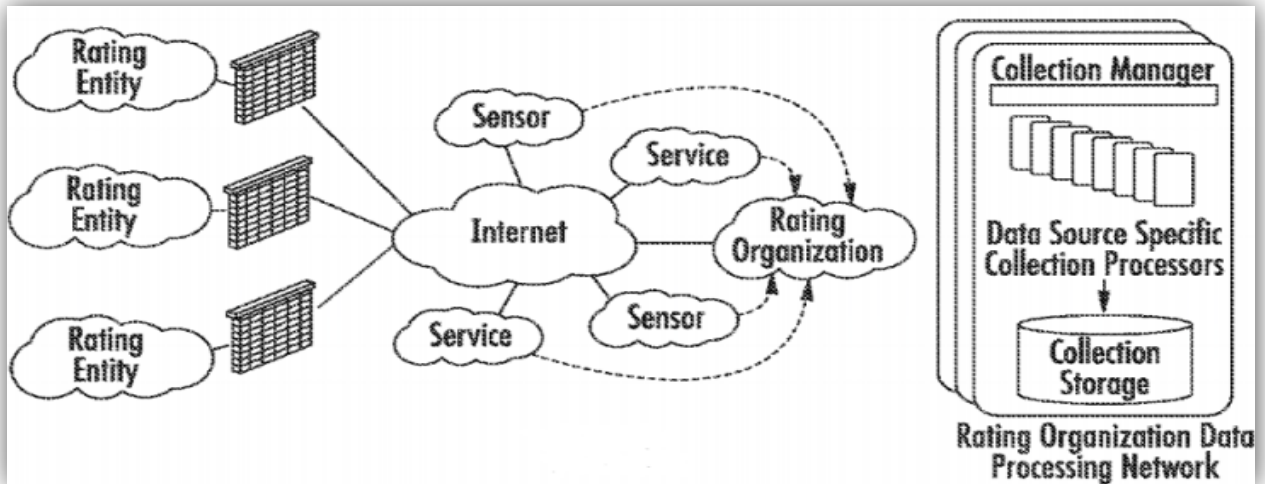 Rating
Entity
Rating
Entity
Rating
Entity
Sensor
Service
Internet
Rating
Organization
Service
Sensor
Collection Manager
Data Source Specific
Collection Processors
Collection
Storage
Rating Organization Data
Processing Network